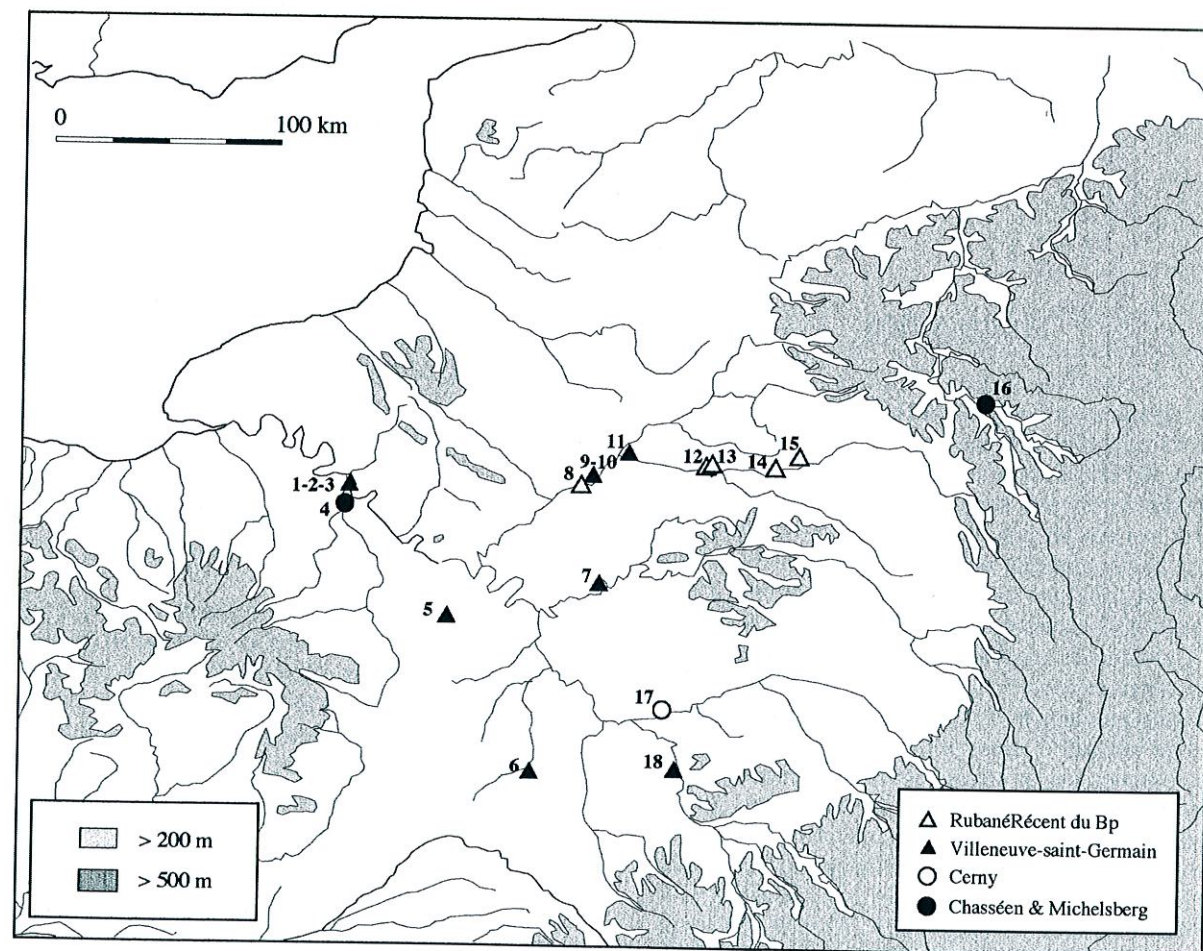 0 100 km
16
11
9-10
12
13
15
8
14
1-2-3
4
7
5
17
6
18
> 200 m
> 500 m
RubanéRécent du Bp
Villeneuve-saint-Germain
Cerny
Chasséen & Michelsberg